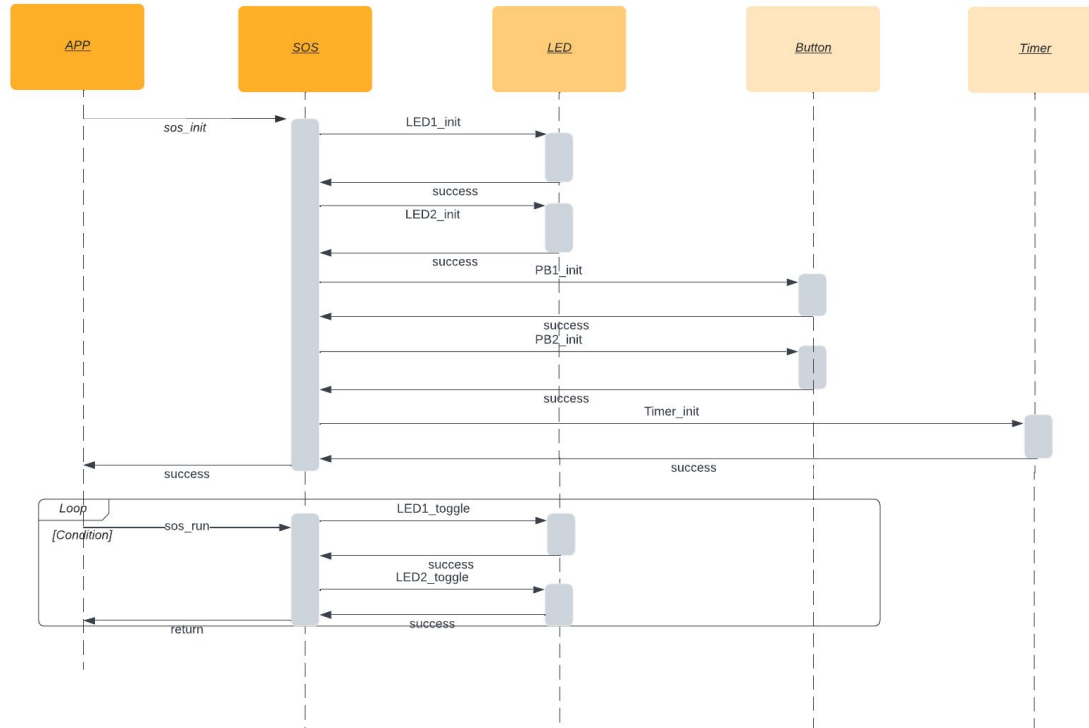 APP
SOS
LED
Button
Timer
sos_init
LED1_init
success
LED2_init
success
PB1_init
success
PB2_init
success
Timer_init
success
success
Loop
[Condition]
sos_run
LED1_toggle
success
LED2_toggle
success
return